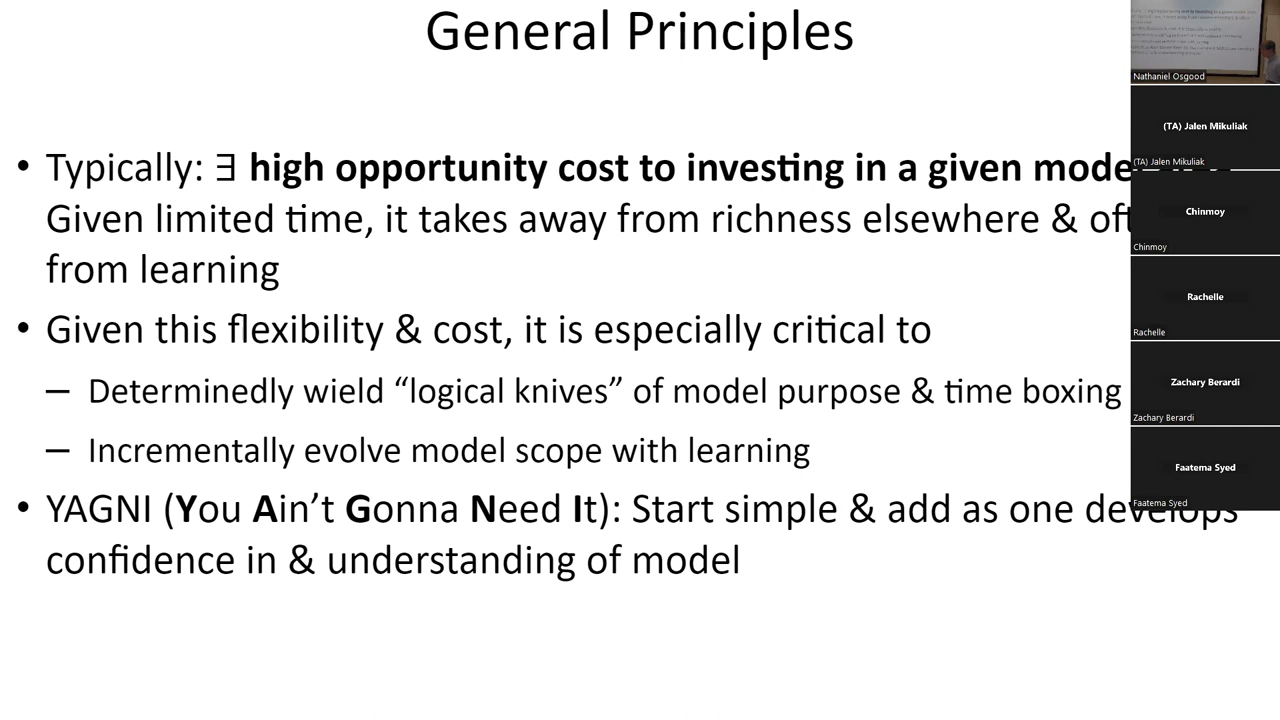 General Principles
• Typically: ∃ high opportunity cost to investing in a given
Given limited time, it takes away from richness elsewhere &
from learning
• Given this flexibility & cost, it is especially critical to
– Determinedly wield “logical knives” of model purpose & time boxing
– Incrementally evolve model scope with learning
• YAGNI (You Ain’t Gonna Need It): Start simple & add as one develops
confidence in & understanding of model
Nathaniel Osgood
(TA) Jalen Mikuliak
(TA) Jalen Mikuliak
Chinmoy
Chinmoy
Rachelle
Rachelle
Zachary Berardi
Zachary Berardi
Faatema Syed
Faatema Syed